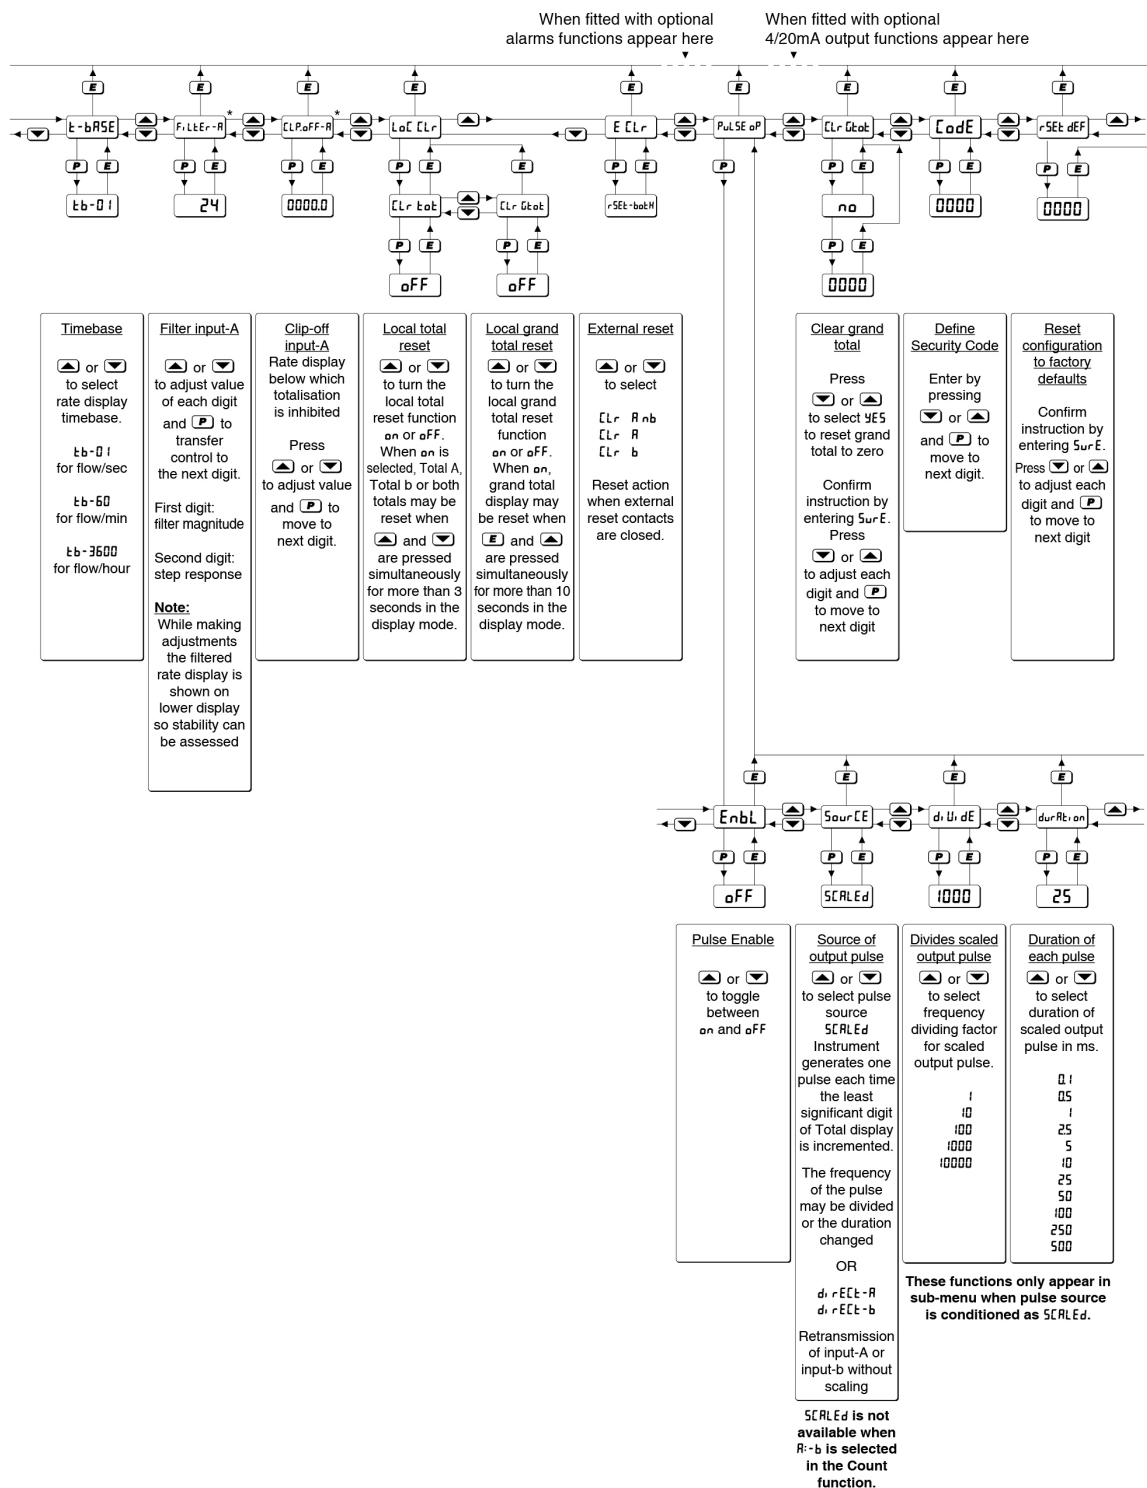 When fitted with optional
alarms functions appear here
When fitted with optional
4/20mA output functions appear here
E E E E E E E E E
t-bASE FiLtEr-A * CLP.oFF-A * LoC CLr E CLr PuLSE oP CLr Gtot CodE rSEt dEF
P E P E P E P E E P E P P E P E P E
tb-01 24 0000.0 CLr tot CLr Gtot rSEt-botH no 0000 0000
P E P E P E
oFF oFF 0000
Timebase
or
to select
rate display
timebase.
tb-01
for flow/sec
tb-60
for flow/min
tb-3600
for flow/hour
Filter input-A
or
to adjust value
of each digit
and P to
transfer
control to
the next digit.
First digit:
filter magnitude
Second digit:
step response
Note:
While making
adjustments
the filtered
rate display is
shown on
lower display
so stability can
be assessed
Clip-off
input-A
Rate display
below which
totalisation
is inhibited
Press
or
to adjust value
and P to
move to
next digit.
Local total
reset
or
to turn the
local total
reset function
on or oFF.
When on is
selected, Total A,
Total b or both
totals may be
reset when
and
are pressed
simultaneously
for more than 3
seconds in the
display mode.
Local grand
total reset
or
to turn the
local grand
total reset
function
on or oFF.
When on,
grand total
display may
be reset when
E and
are pressed
simultaneously
for more than 10
seconds in the
display mode.
External reset
or
to select
CLr Anb
CLr A
CLr b
Reset action
when external
reset contacts
are closed.
Clear grand
total
Press
or
to select YES
to reset grand
total to zero
Confirm
instruction by
entering SurE.
Press
or
to adjust each
digit and P
to move to
next digit
Define
Security Code
Enter by
pressing
or
and P to
move to
next digit.
Reset
configuration
to factory
defaults
Confirm
instruction by
entering SurE.
Press or
to adjust each
digit and P
to move to
next digit
E E E E
EnbL SourCE diUidE durAtion
P E P E P E P E
oFF SCALEd 1000 25
Pulse Enable
or
to toggle
between
on and oFF
Source of
output pulse
or
to select pulse
source
SCALEd
Instrument
generates one
pulse each time
the least
significant digit
of Total display
is incremented.
The frequency
of the pulse
may be divided
or the duration
changed
OR
dirECt-A
dirECt-b
Retransmission
of input-A or
input-b without
scaling
SCALEd is not
available when
A:-b is selected
in the Count
function.
Divides scaled
output pulse
or
to select
frequency
dividing factor
for scaled
output pulse.
1
10
100
1000
10000
Duration of
each pulse
or
to select
duration of
scaled output
pulse in ms.
0.1
0.5
1
2.5
5
10
25
50
100
250
500
These functions only appear in
sub-menu when pulse source
is conditioned as SCALEd.